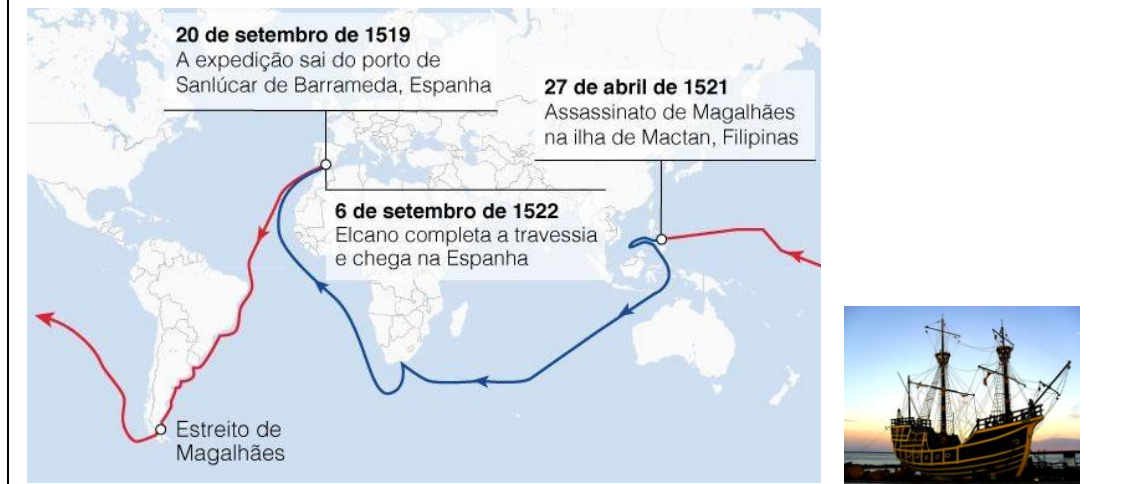 20 de setembro de 1519
A expedição sai do porto de
Sanlúcar de Barrameda, Espanha
27 de abril de 1521
Assassinato de Magalhães
na ilha de Mactan, Filipinas
6 de setembro de 1522
Elcano completa a travessia
e chega na Espanha
Estreito de
Magalhães